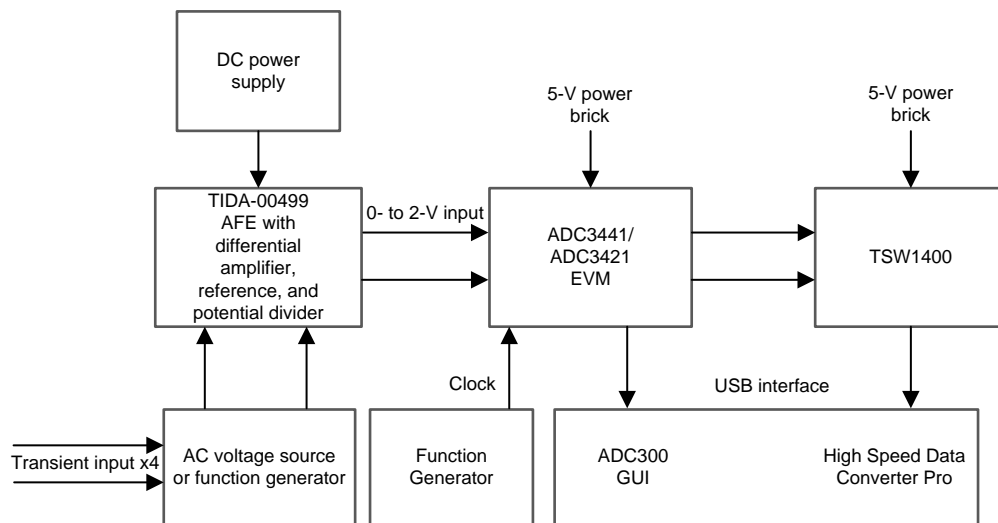 DC power
supply
5-V power
brick
5-V power
brick
TIDA-00499
AFE with
differential
amplifier,
reference, and
potential divider
0- to 2-V input
ADC3441/
ADC3421
EVM
TSW1400
Clock
USB interface
Transient input x4
AC voltage source
or function generator
Function
Generator
ADC300
GUI
High Speed Data
Converter Pro